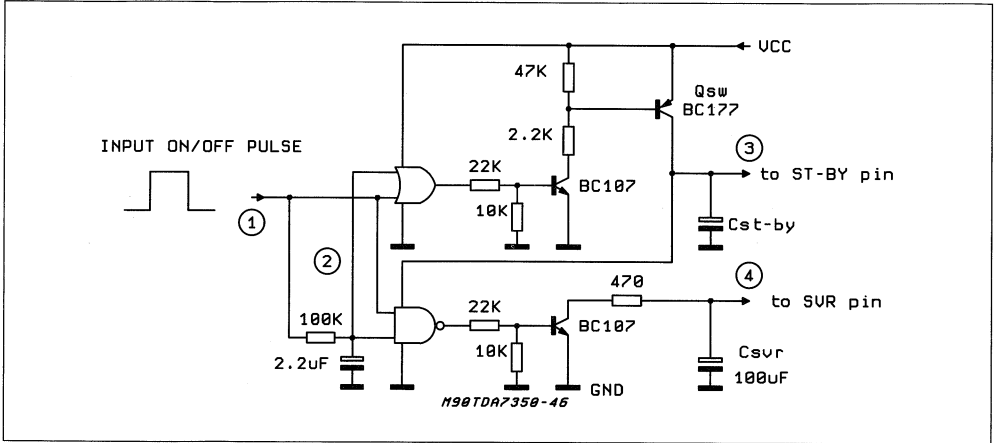 VCC
47K
Qsw
BC177
2.2K
INPUT ON/OFF PULSE
3
22K
to ST-BY pin
BC107
1
10K
Cst-by
2
4
470
22K
to SVR pin
100K
BC107
2.2uF
10K
Csvr
100uF
GND
M90TDA7350-46